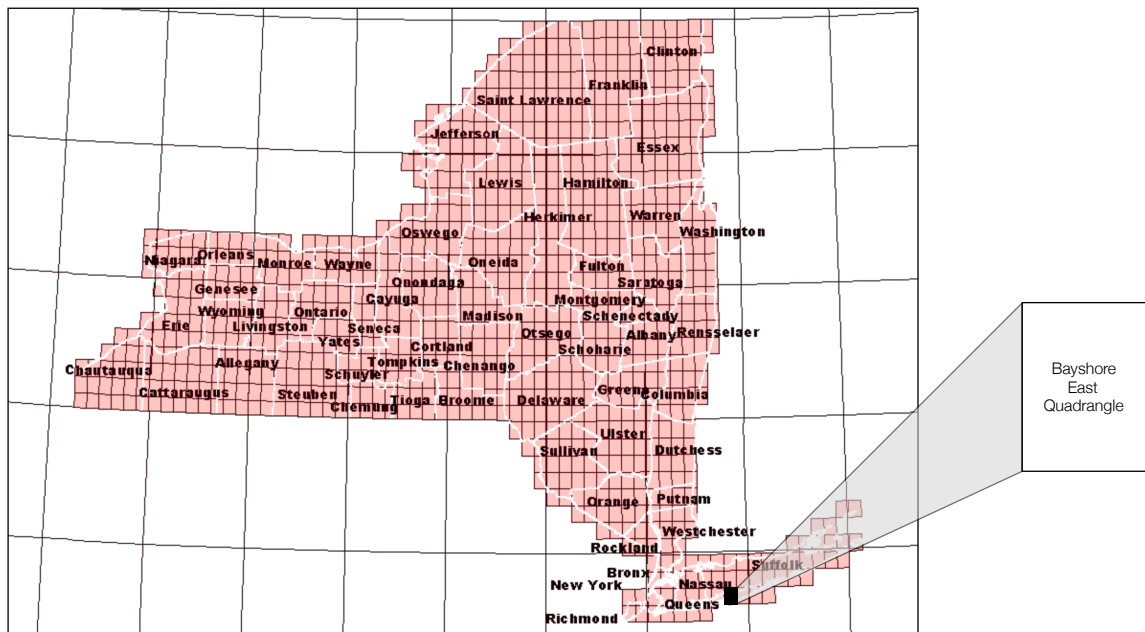 Clinton
Franklin
Saint Lawrence
Jefferson
Essex
Lewis
Hamilton
Herkimer
Warren
Oswego
Washington
Orleans
Niagara
Monroe
Wayne
Oneida
Fulton
Onondaga
Saratoga
Genesee
Cayuga
Montgomery
Wyoming
Ontario
Madison
Schenectady
Erie
Livingston
Seneca
Otsego
Albany
Rensselaer
Yates
Cortland
Schoharie
Chautauqua
Allegany
Tompkins
Chenango
Schuyler
Cattaraugus
Steuben
Greene
Columbia
Chemung
Tioga
Broome
Delaware
Ulster
Sullivan
Dutchess
Orange
Putnam
Westchester
Rockland
Bronx
Suffolk
New York
Nassau
Queens
Richmond
Bayshore
East
Quadrangle